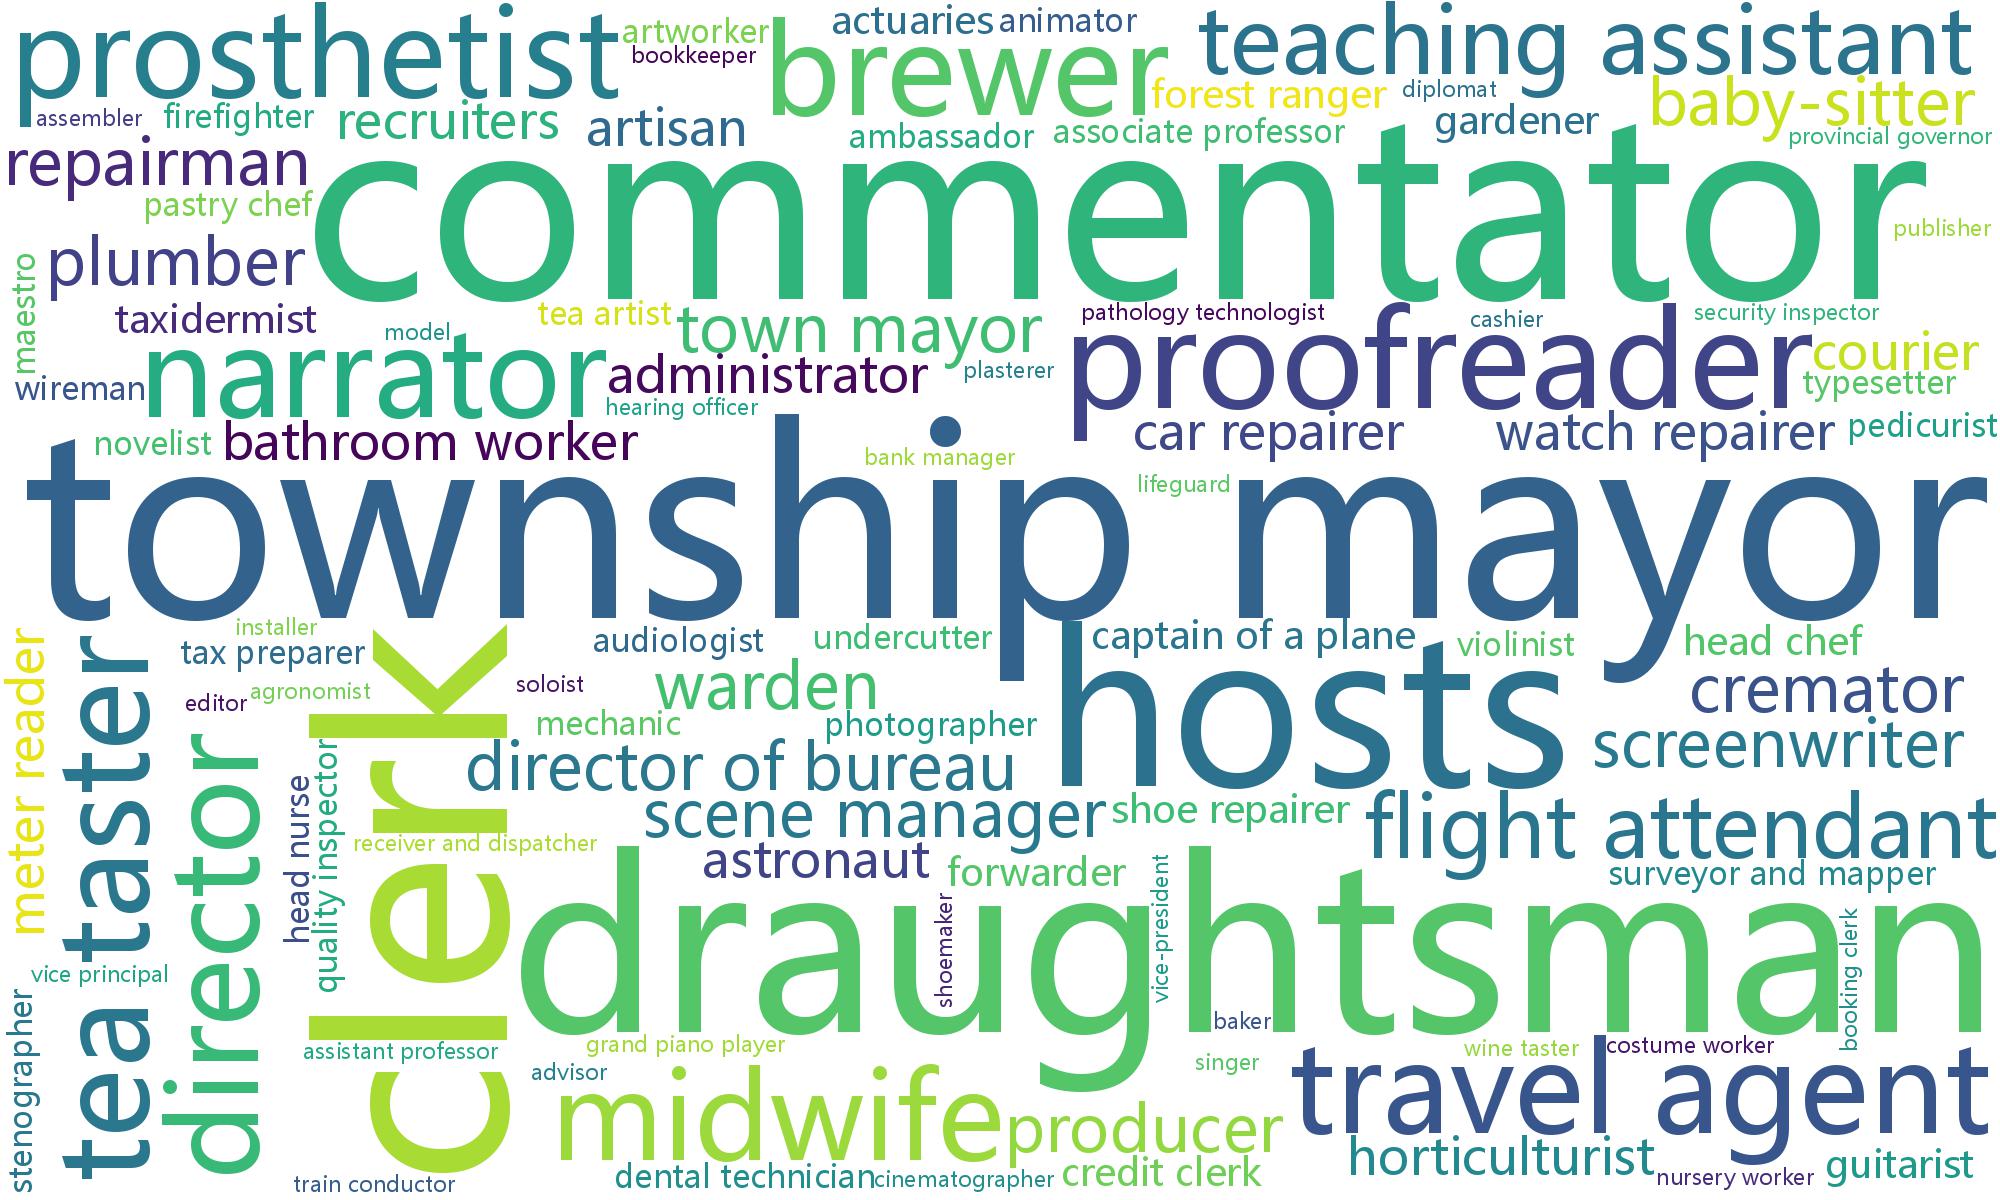 prosthetist
artworker
bookkeeper
brewer
actuaries
animator
teaching assistant
assembler
firefighter
recruiters
artisan
ambassador
forest ranger
associate professor
diplomat
gardener
baby-sitter
provincial governor
repairman
pastry chef
commentator
publisher
plumber
maestro
taxidermist
model
tea artist
town mayor
pathology technologist
cashier
security inspector
wireman
narrator
administrator
hearing officer
plasterer
proofreader
courier
typesetter
novelist
bathroom worker
bank manager
car repairer
watch repairer
pedicurist
lifeguard
township mayor
meter reader
tea taster
installer
tax preparer
editor
agronomist
clerk
soloist
audiologist
undercutter
captain of a plane
violinist
head chef
warden
hosts
cremator
mechanic
photographer
screenwriter
director
head nurse
quality inspector
director of bureau
scene manager
shoe repairer
flight attendant
receiver and dispatcher
astronaut
forwarder
surveyor and mapper
draughtsman
shoemaker
vice-president
booking clerk
vice principal
stenographer
baker
assistant professor
grand piano player
advisor
singer
wine taster
costume worker
midwife
producer
travel agent
horticulturist
guitarist
train conductor
dental technician
cinematographer
credit clerk
nursery worker